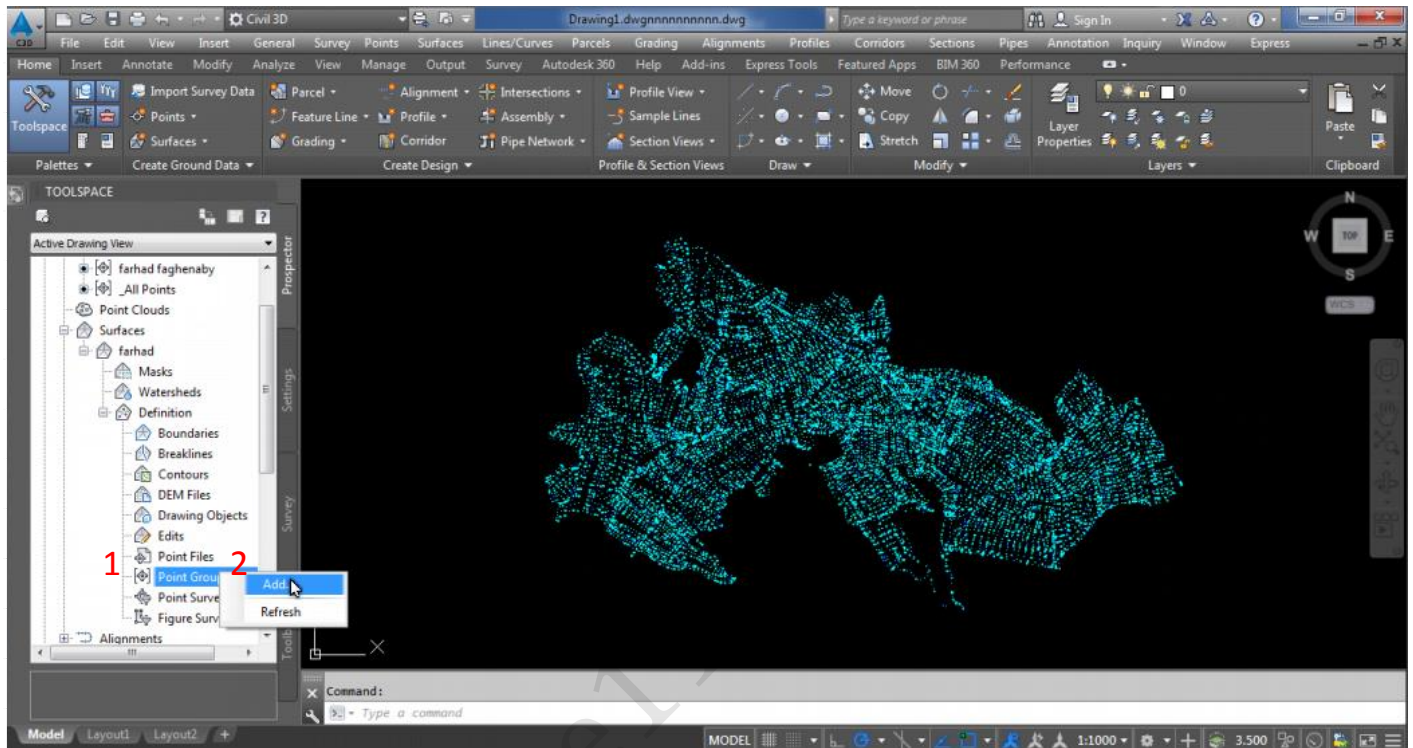 Civil 3D Drawing1.dwgnnnnnnnnnn.dwg Type a keyword or phrase Sign In
File Edit View Insert General Survey Points Surfaces Lines/Curves Parcels Grading Alignments Profiles Corridors Sections Pipes Annotation Inquiry Window Express
Home Insert Annotate Modify Analyze View Manage Output Survey Autodesk 360 Help Add-ins Express Tools Featured Apps BIM 360 Performance
Import Survey Data Parcel Alignment Intersections Profile View Move 0
Toolspace Points Feature Line Profile Assembly Sample Lines Copy Layer Properties Paste
Surfaces Grading Corridor Pipe Network Section Views Stretch
Palettes Create Ground Data Create Design Profile & Section Views Draw Modify Layers Clipboard
TOOLSPACE
Active Drawing View
Prospector
Settings
Survey
farhad faghenaby
_All Points
Point Clouds
Surfaces
farhad
Masks
Watersheds
Definition
Boundaries
Breaklines
Contours
DEM Files
Drawing Objects
Edits
1 Point Files 2
Point Grou
Add...
Point Surve
Refresh
Figure Surv
Alignments
N
W TOP E
S
WCS
X
Command:
Type a command
Model Layout1 Layout2 +
MODEL 1:1000 3.500